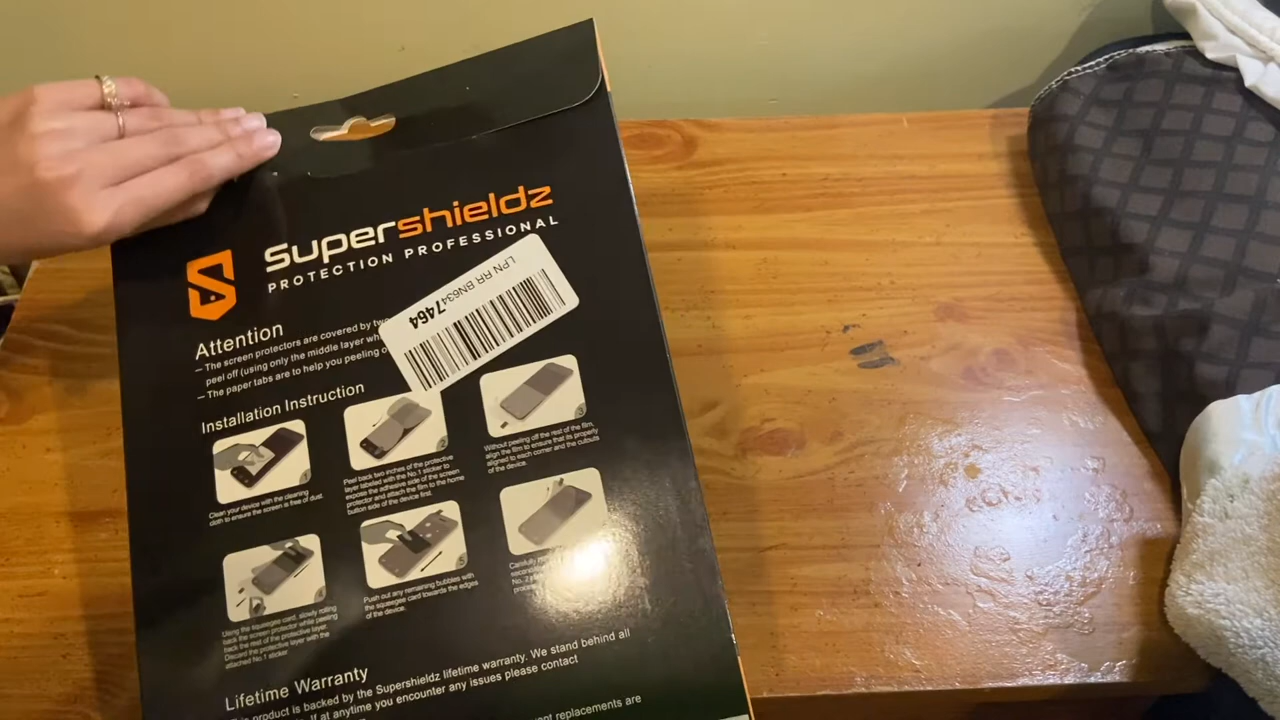 supershieldz
PROTECTION PROFESSIONAL
LPN RR BN6347464
Attention
– The screen protectors are covered by two
peel off (using only the middle layer
– The paper tabs are to help you peeling
Installation Instruction
1
Clean your device with the cleaning
cloth to ensure the screen is free of dust.
2
Peel back two inches of the protective
layer labelled with the No.1 sticker to
expose the adhesive side of the screen
protector and attach the film to the home
button side of the device first.
3
Without peeling off the rest of the film,
align the film to ensure that its properly
aligned to each corner and the cutouts
of the device.
Using the squeegee card, slowly rolling
back the screen protector while peeling
back the rest of the protective layer.
Discard the protective layer with the
attached No.1 sticker.
5
Push out any remaining bubbles with
the squeegee card towards the edges
of the device.
Carefully
No. 2
Lifetime Warranty
product is backed by the Supershieldz lifetime warranty. We stand behind all
If at anytime you encounter any issues please contact
replacements are